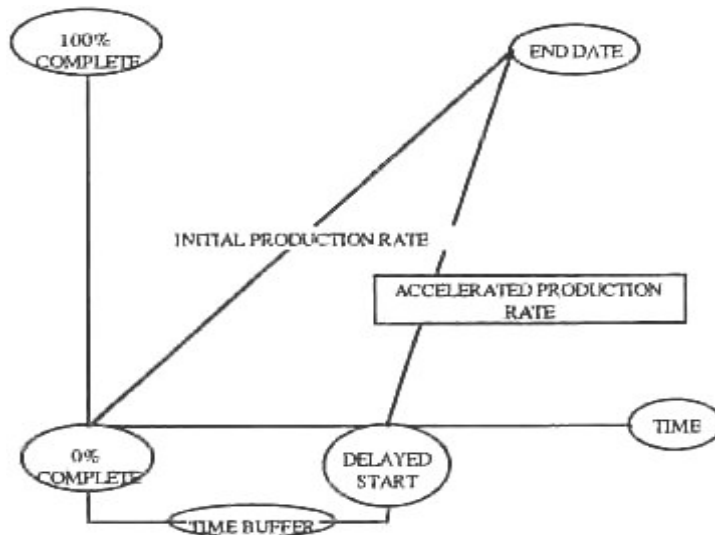 100%
COMPLETE
END DATE
INITIAL PRODUCTION RATE
ACCELERATED PRODUCTION
RATE
TIME
0%
COMPLETE
DELAYED
START
TIME BUFFER